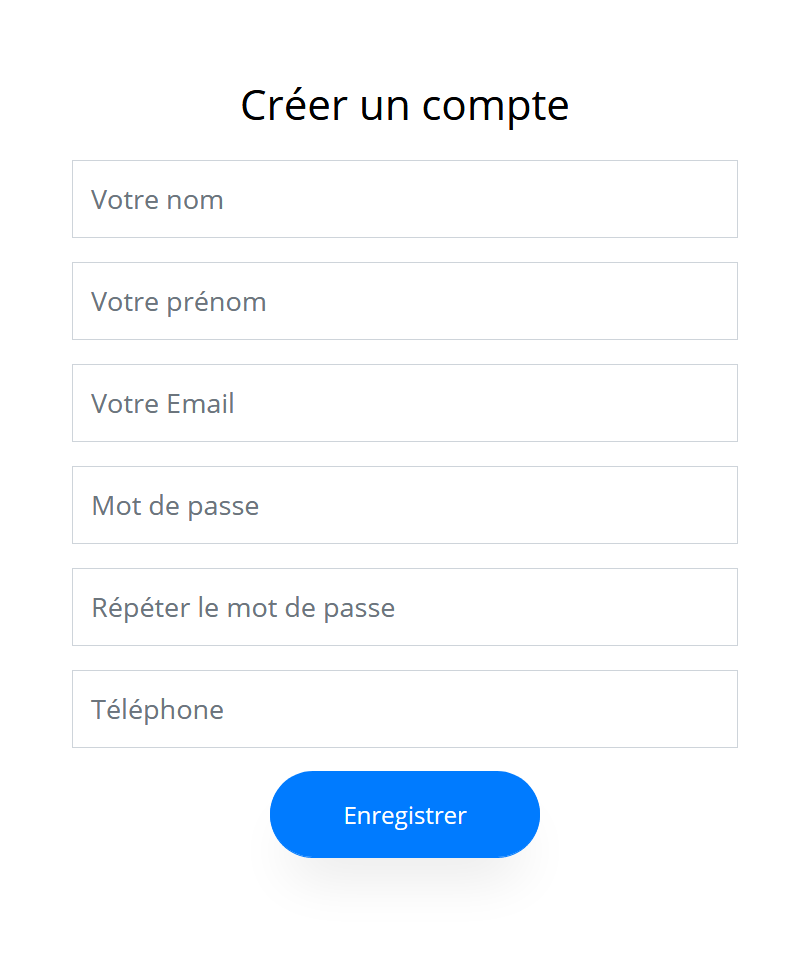 Créer un compte
Votre nom
Votre prénom
Votre Email
Mot de passe
Répéter le mot de passe
Téléphone
Enregistrer